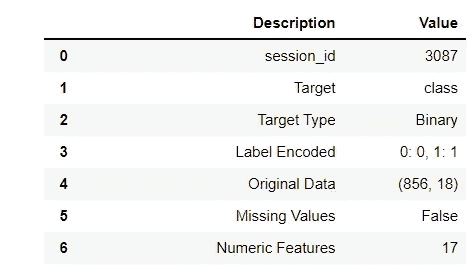 Description Value
0 session_id 3087
1 Target class
2 Target Type Binary
3 Label Encoded 0: 0, 1: 1
4 Original Data (856, 18)
5 Missing Values False
6 Numeric Features 17